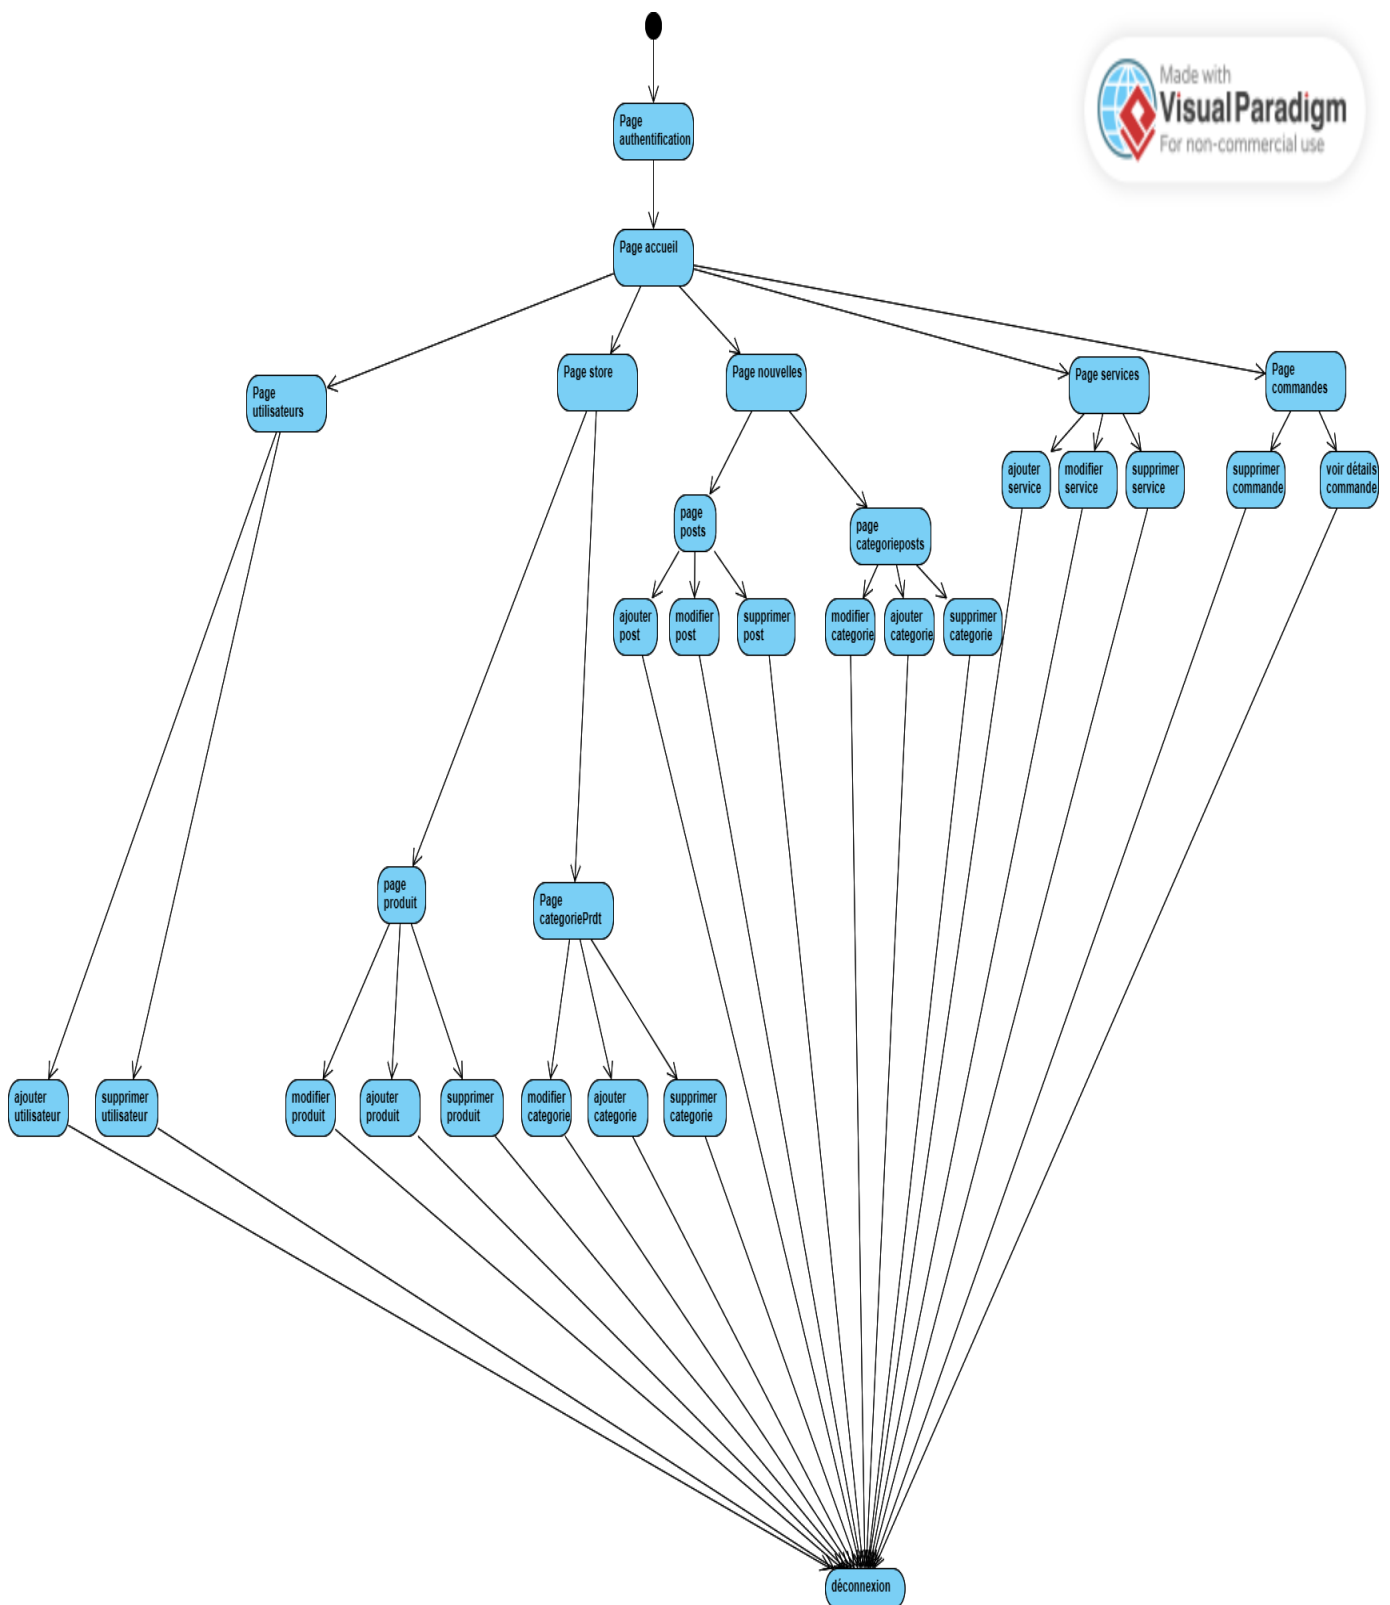 Made with
Visual Paradigm
For non-commercial use
Page
authentification
Page accueil
Page
utilisateurs
Page store
Page nouvelles
Page services
Page
commandes
ajouter
service
modifier
service
supprimer
service
supprimer
commande
voir détails
commande
page
posts
page
categorieposts
ajouter
post
modifier
post
supprimer
post
modifier
categorie
ajouter
categorie
supprimer
categorie
page
produit
Page
categoriePrdt
ajouter
utilisateur
supprimer
utilisateur
modifier
produit
ajouter
produit
supprimer
produit
modifier
categorie
ajouter
categorie
supprimer
categorie
déconnexion